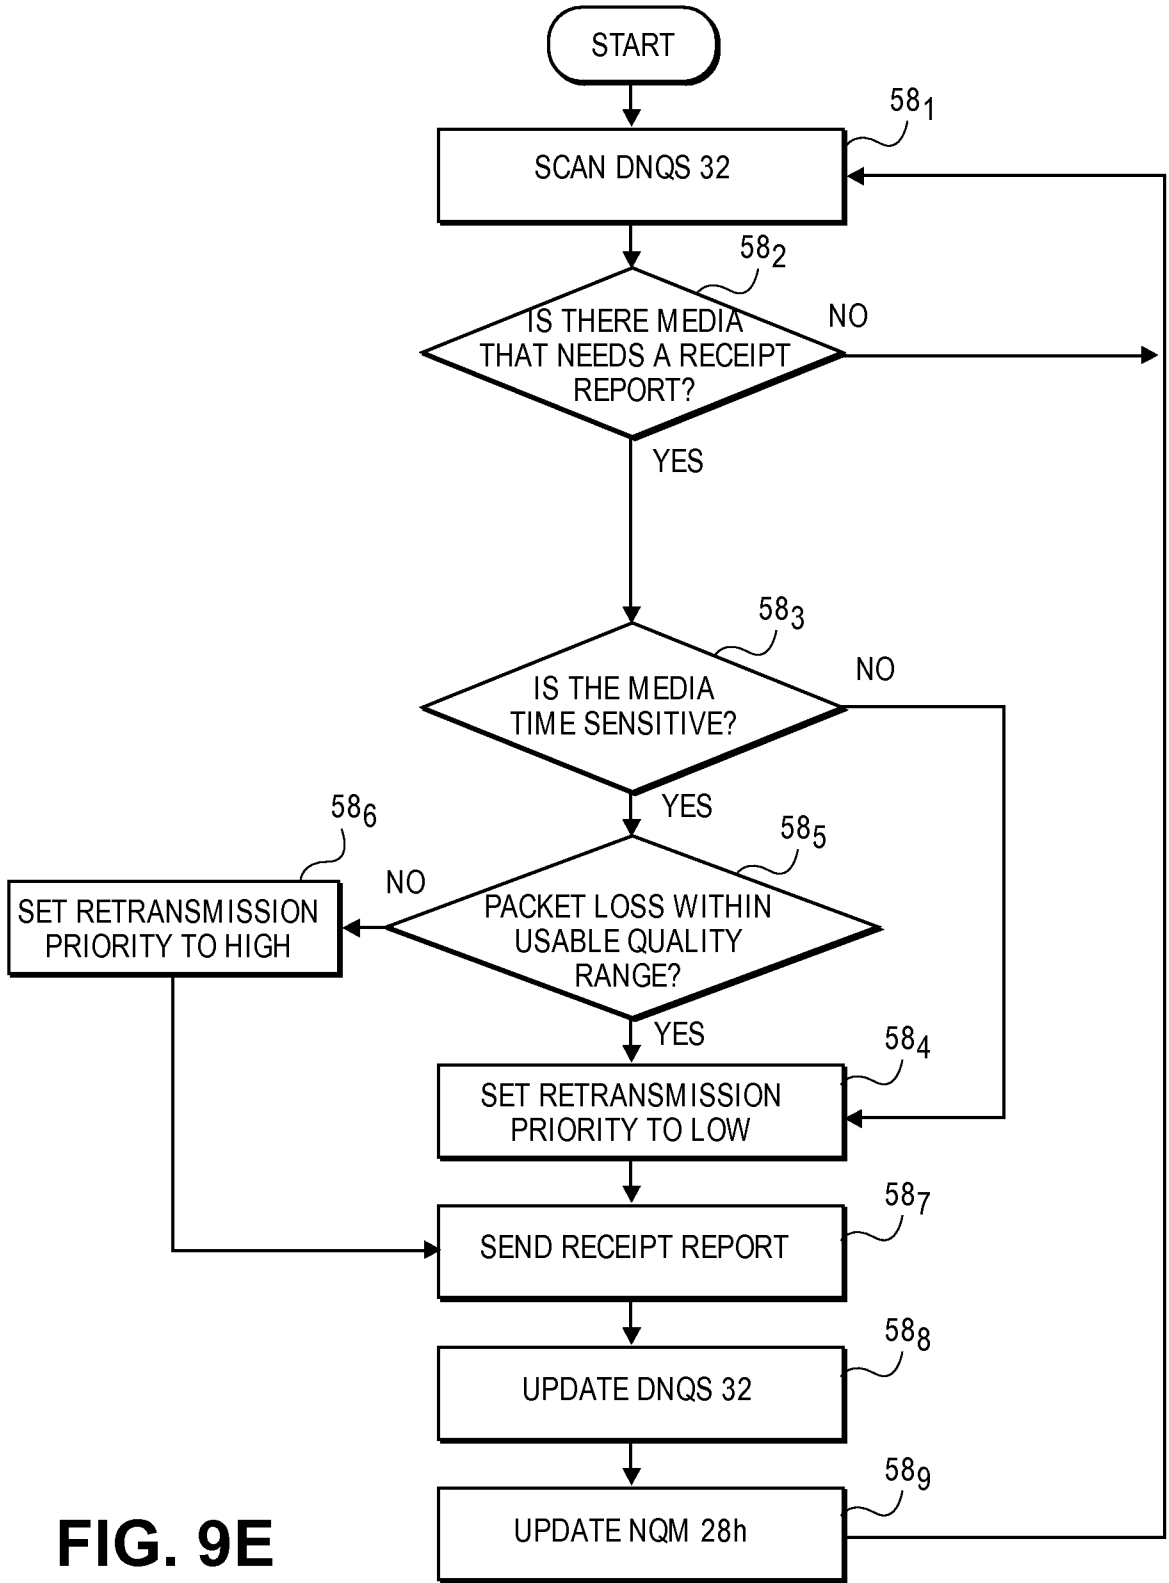 START
58₁
SCAN DNQS 32
58₂
IS THERE MEDIA
THAT NEEDS A RECEIPT
REPORT?
NO
YES
58₃
IS THE MEDIA
TIME SENSITIVE?
NO
YES
58₅
PACKET LOSS WITHIN
USABLE QUALITY
RANGE?
NO
58₆
SET RETRANSMISSION
PRIORITY TO HIGH
YES
58₄
SET RETRANSMISSION
PRIORITY TO LOW
58₇
SEND RECEIPT REPORT
58₈
UPDATE DNQS 32
58₉
UPDATE NQM 28h
FIG. 9E